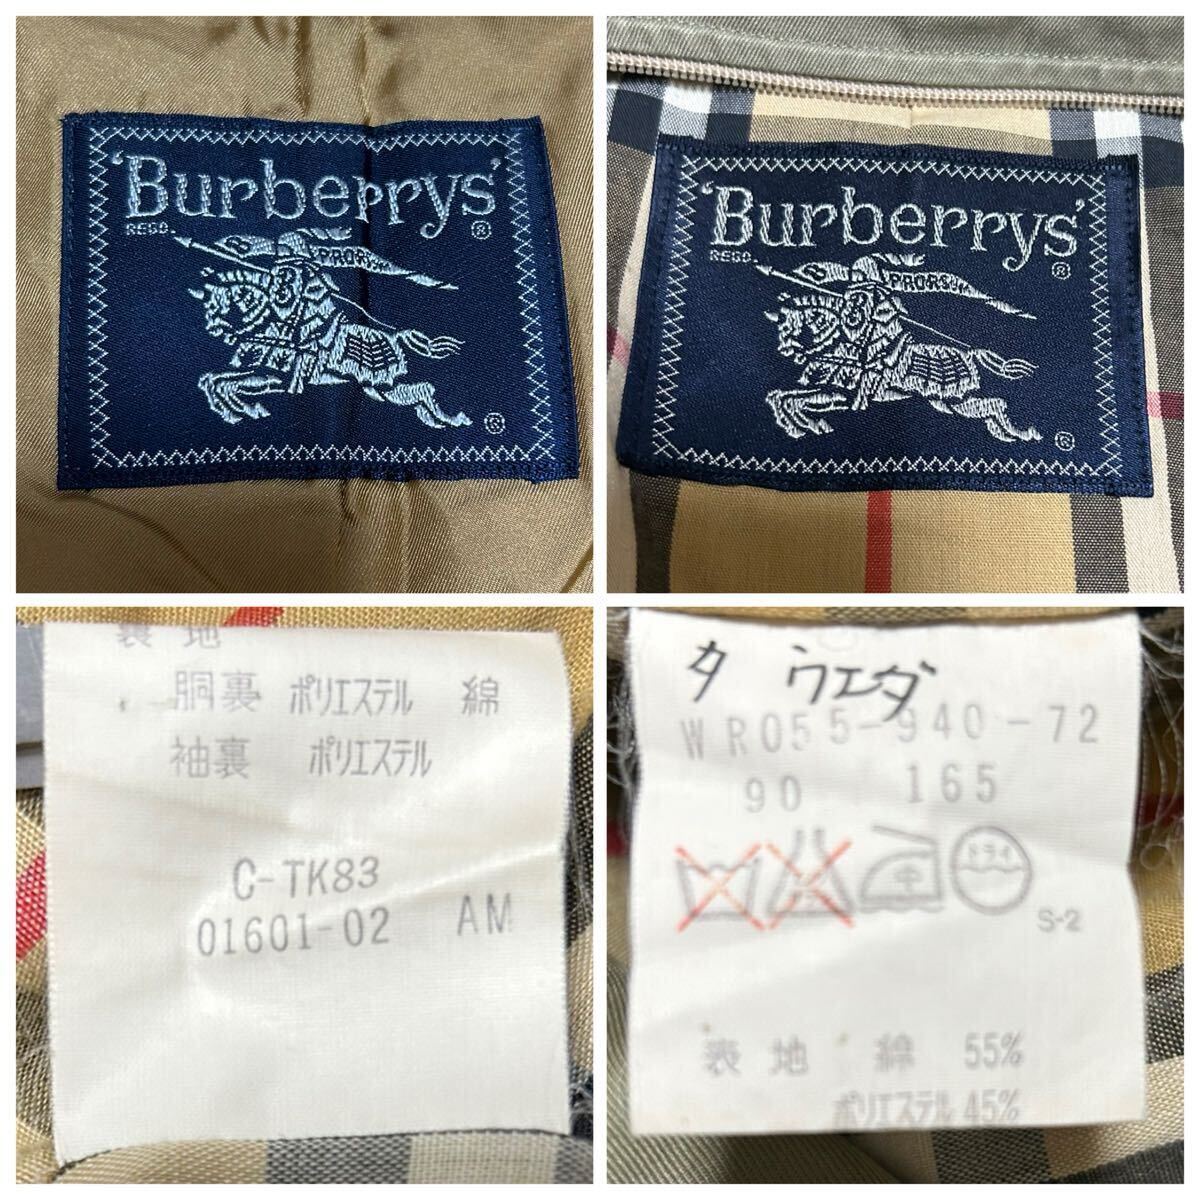 'Burberrys'
REGD. ®
PRORSUM
®
'Burberrys'
REGD. ®
PRORSUM
®
裏地
胴裏 ポリエステル 綿
袖裏 ポリエステル
C-TK83
01601-02 AM
タ ウエダ
WR055-940-72
90 165
中 ドライ
S-2
表地 綿 55%
ポリエステル 45%